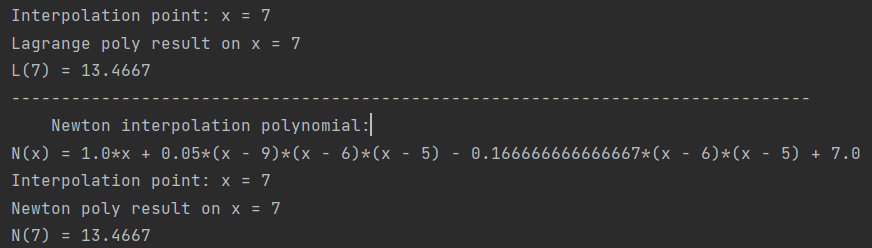 Interpolation point: x = 7
Lagrange poly result on x = 7
L(7) = 13.4667
--------------------------------------------------------------------------------
Newton interpolation polynomial:
N(x) = 1.0*x + 0.05*(x - 9)*(x - 6)*(x - 5) - 0.166666666666667*(x - 6)*(x - 5) + 7.0
Interpolation point: x = 7
Newton poly result on x = 7
N(7) = 13.4667